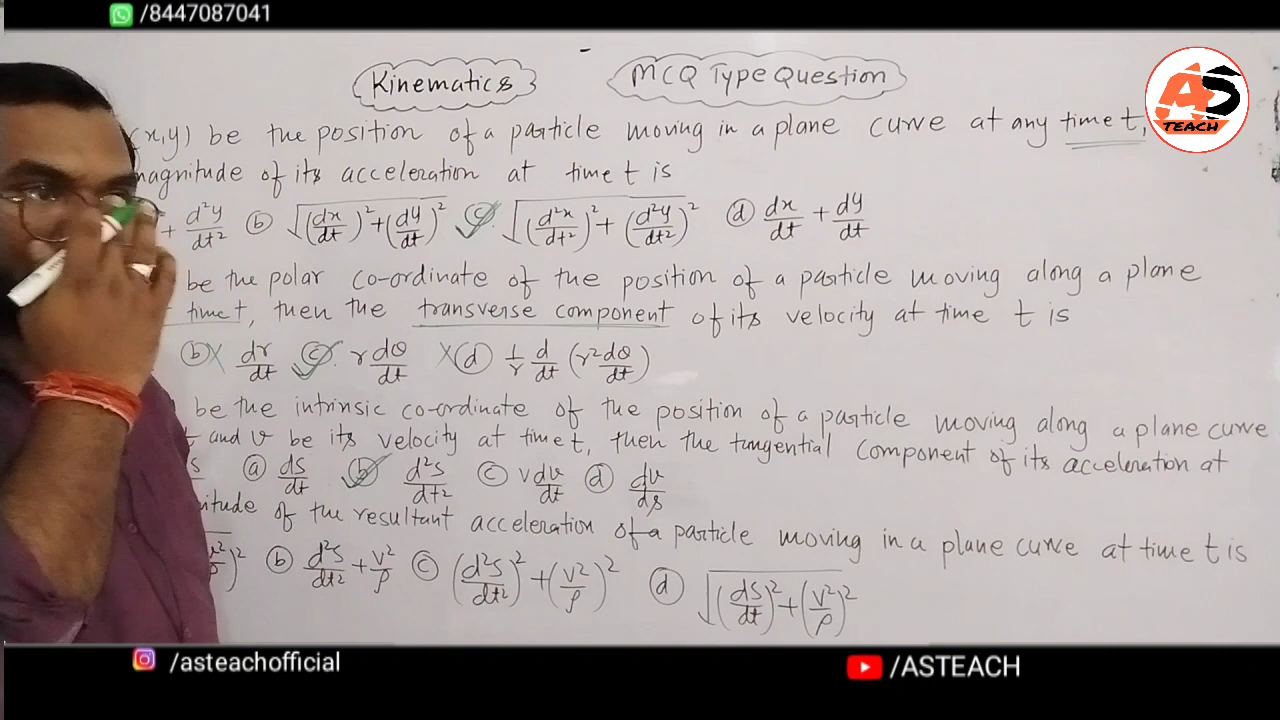 /8447087041
Kinematics MCQ Type Question
AS TEACH
(x,y) be the position of a particle moving in a plane curve at any time t,
magnitude of its acceleration at time t is
+ d²y/dt² (b) √((dx/dt)²+(dy/dt)²) (c) √((d²x/dt²)²+(d²y/dt²)²) (d) dx/dt + dy/dt
be the polar co-ordinate of the position of a particle moving along a plane
time t, then the transverse component of its velocity at time t is
(b) dr/dt (c) r dθ/dt (d) 1/r d/dt (r² dθ/dt)
be the intrinsic co-ordinate of the position of a particle moving along a plane curve
and v be its velocity at time t, then the tangential component of its acceleration at
is (a) ds/dt (b) d²s/dt² (c) v dv/dt (d) dv/ds
of the resultant acceleration of a particle moving in a plane curve at time t is
(b) d²s/dt² + v²/ρ (c) (d²s/dt²)² + (v²/ρ)² (d) √((ds/dt)²+(v²/ρ)²)
/asteachofficial /ASTEACH